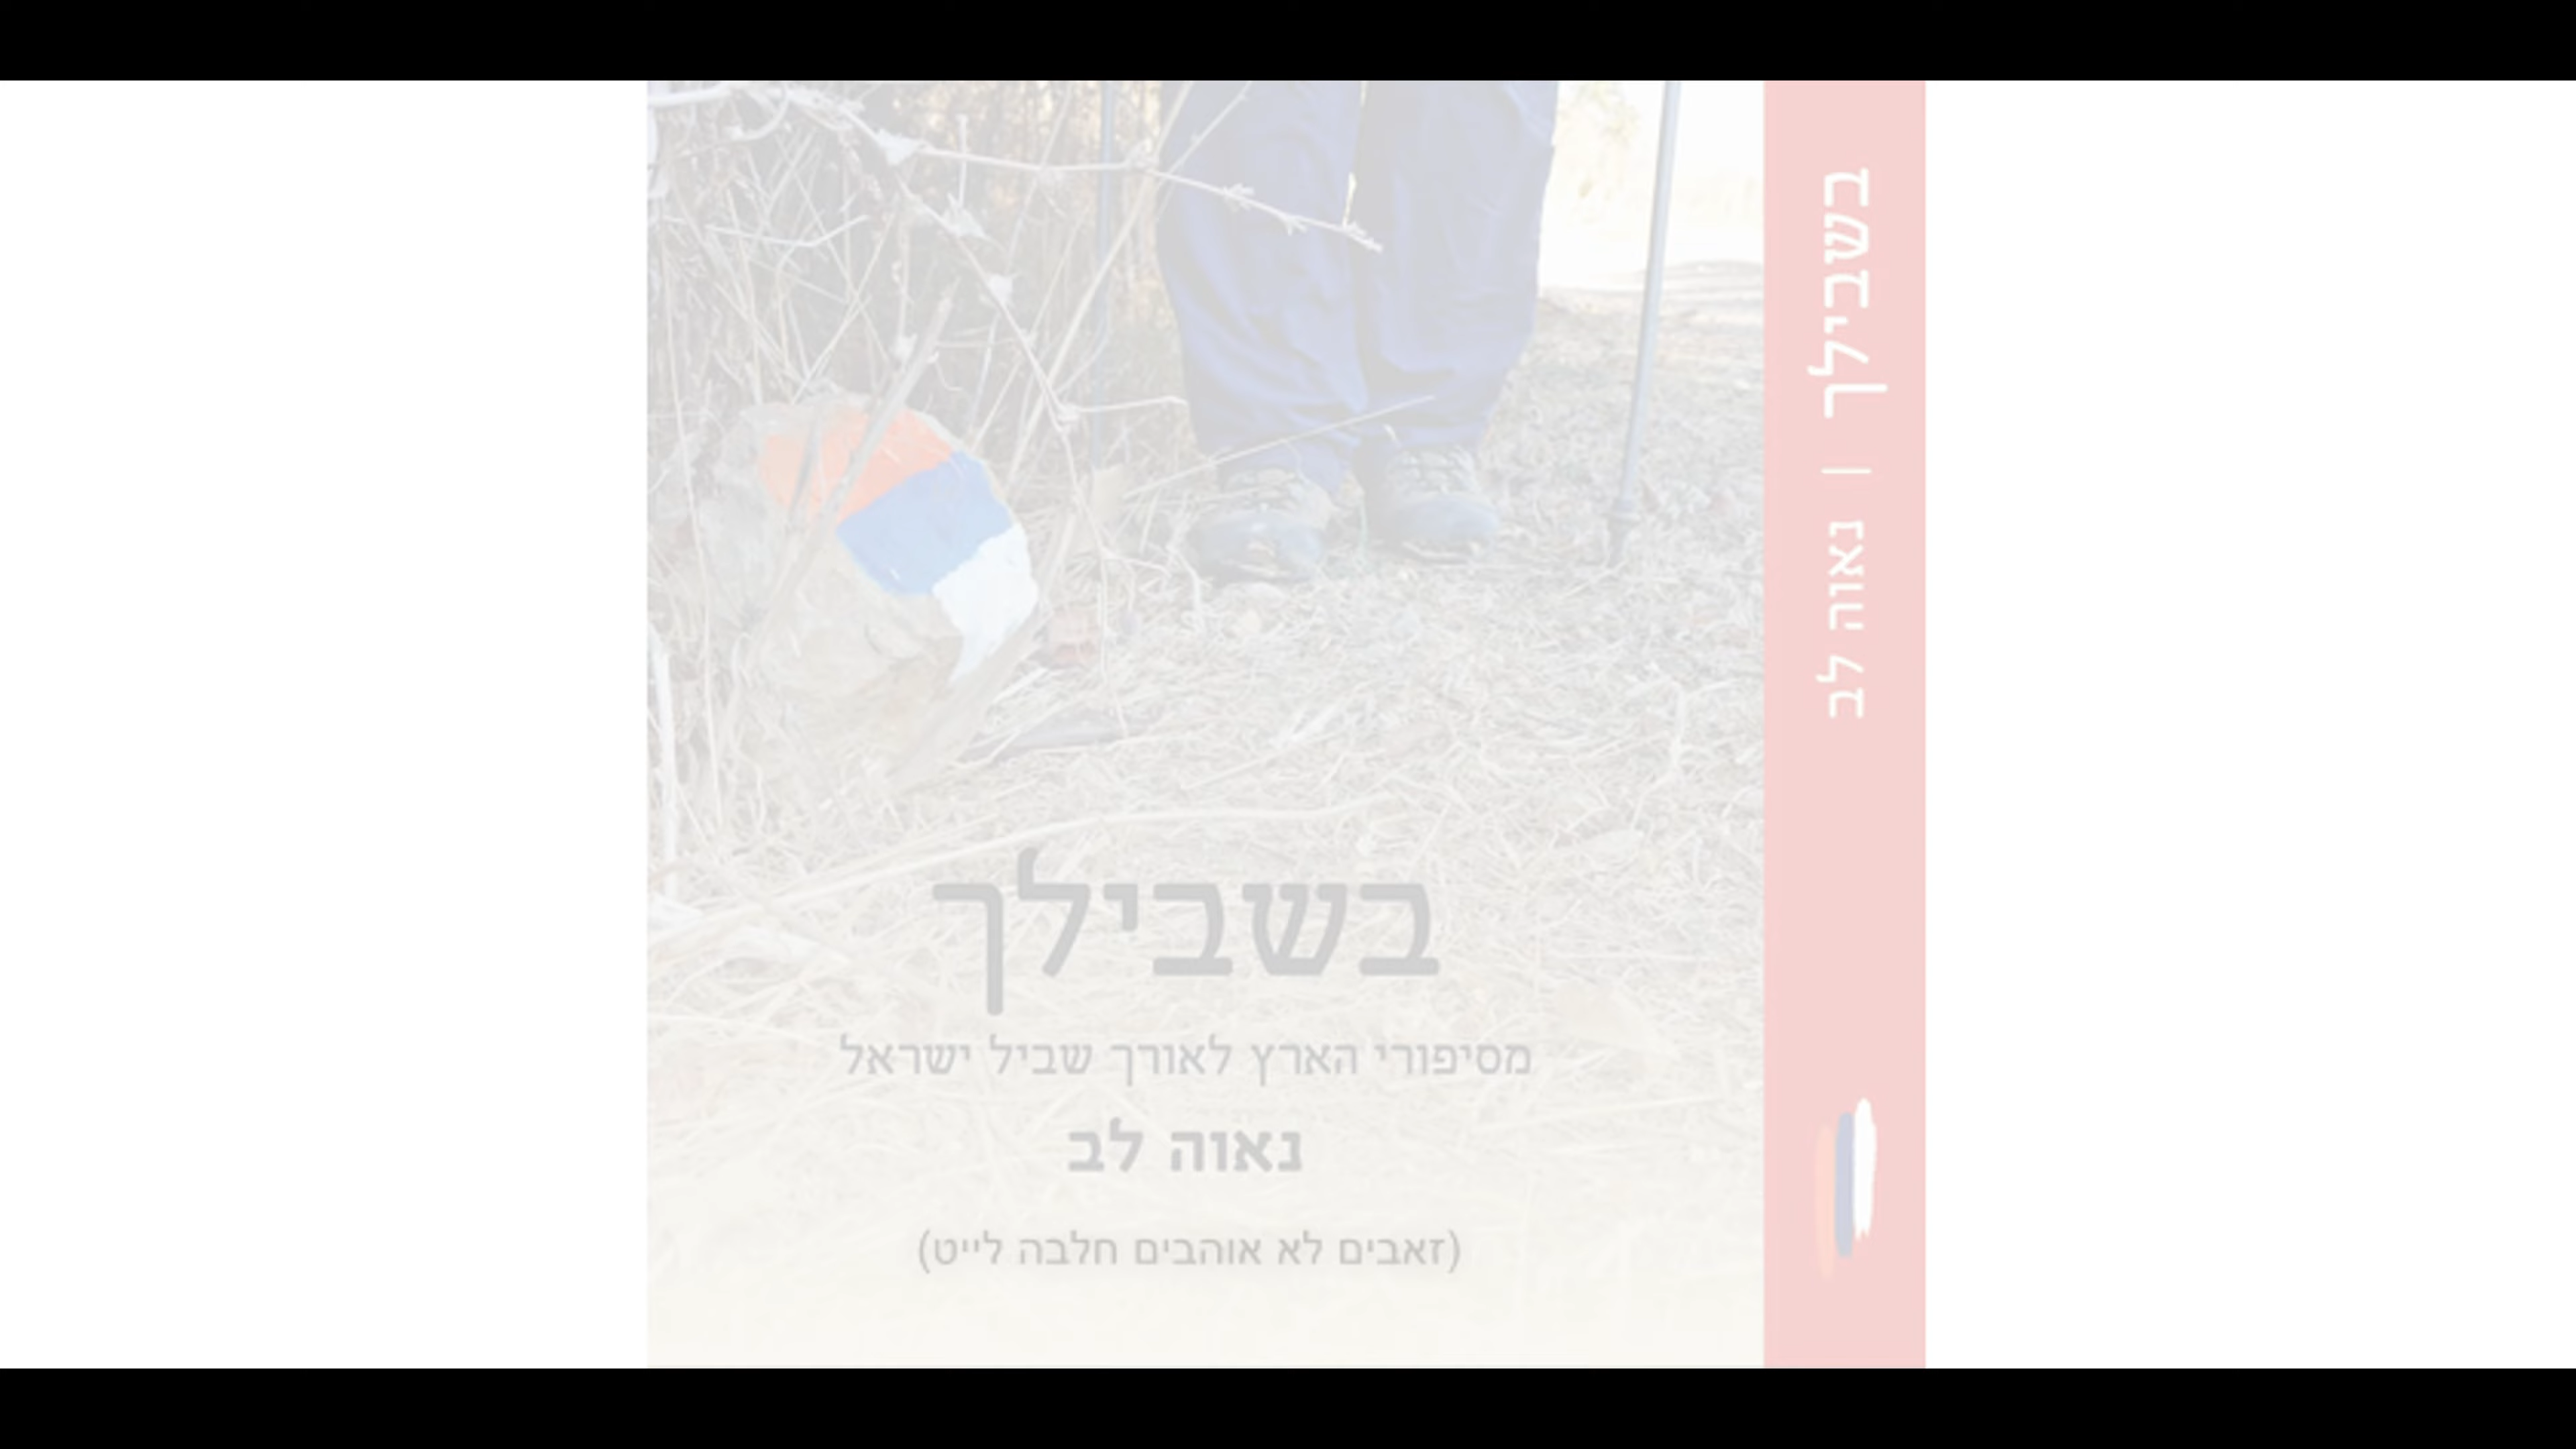 בשבילך
מסיפורי הארץ לאורך שביל ישראל
נאוה לב
(זאבים לא אוהבים חלבה לייט)
בשבילך | נאוה לב